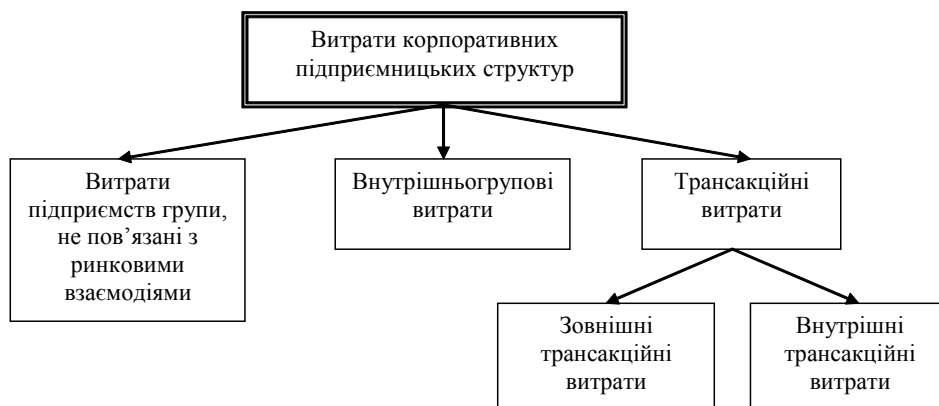 Витрати корпоративних
підприємницьких структур
Витрати
підприємств групи,
не пов’язані з
ринковими
взаємодіями
Внутрішньогрупові
витрати
Трансакційні
витрати
Зовнішні
трансакційні
витрати
Внутрішні
трансакційні
витрати